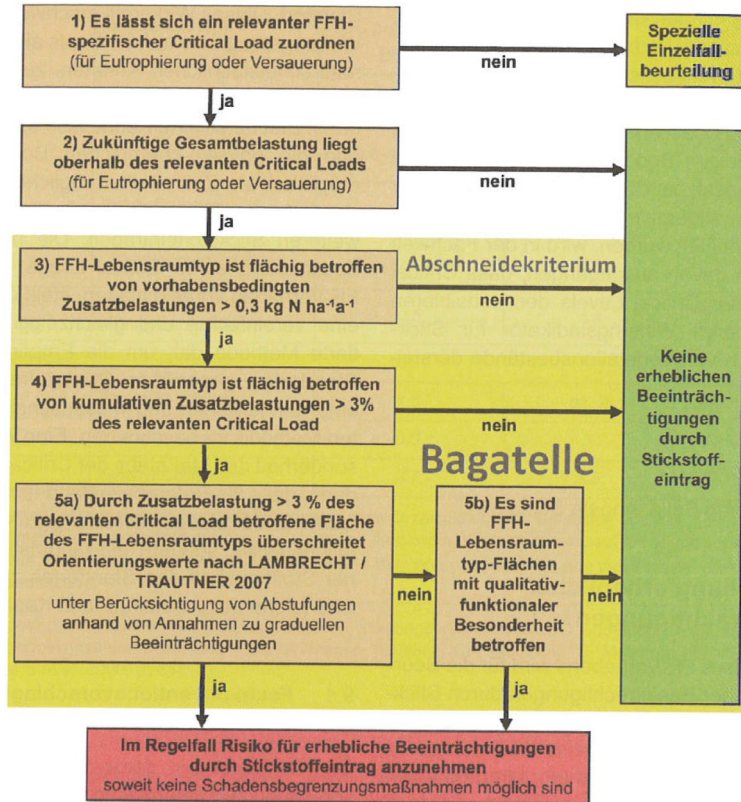 1) Es lässt sich ein relevanter FFH-
spezifischer Critical Load zuordnen
(für Eutrophierung oder Versauerung)
nein
Spezielle
Einzelfall-
beurteilung
ja
2) Zukünftige Gesamtbelastung liegt
oberhalb des relevanten Critical Loads
(für Eutrophierung oder Versauerung)
nein
ja
3) FFH-Lebensraumtyp ist flächig betroffen
von vorhabensbedingten
Zusatzbelastungen > 0,3 kg N ha⁻¹a⁻¹
Abschneidekriterium
nein
ja
4) FFH-Lebensraumtyp ist flächig betroffen
von kumulativen Zusatzbelastungen > 3%
des relevanten Critical Load
nein
Keine
erheblichen
Beeinträch-
tigungen
durch
Stickstoff-
eintrag
ja
Bagatelle
5a) Durch Zusatzbelastung > 3 % des
relevanten Critical Load betroffene Fläche
des FFH-Lebensraumtyps überschreitet
Orientierungswerte nach LAMBRECHT /
TRAUTNER 2007
unter Berücksichtigung von Abstufungen
anhand von Annahmen zu graduellen
Beeinträchtigungen
nein
5b) Es sind
FFH-
Lebensraum-
typ-Flächen
mit qualitativ-
funktionaler
Besonderheit
betroffen
nein
ja
ja
Im Regelfall Risiko für erhebliche Beeinträchtigungen
durch Stickstoffeintrag anzunehmen
soweit keine Schadensbegrenzungsmaßnahmen möglich sind